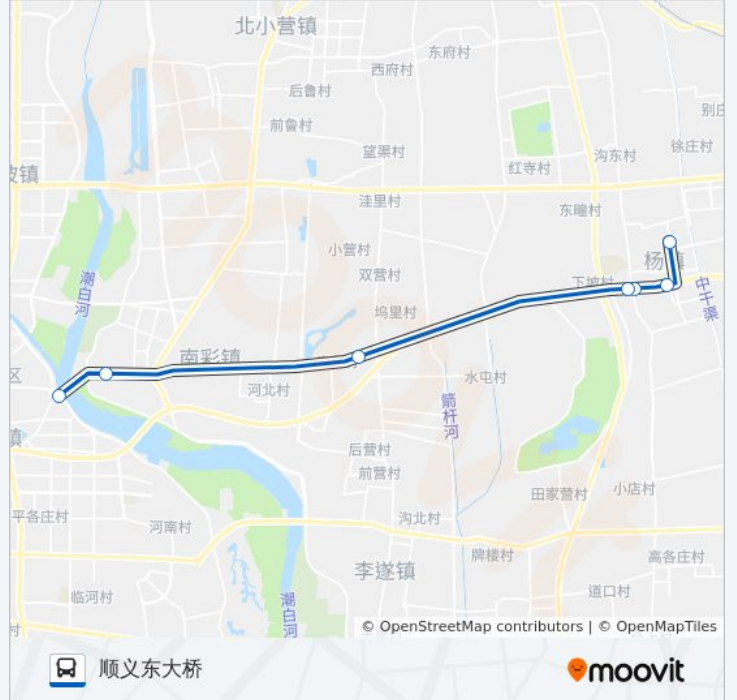 北小营镇
东府村
西府村
后鲁村
别庄
前鲁村
徐庄村
望渠村
沟东村
红寺村
坡镇
洼里村
东疃村
小营村
杨镇
双营村
下坡村
潮白河
中干渠
坞里村
南彩镇
区
水屯村
河北村
箭杆河
镇
后营村
前营村
小店村
田家营村
平各庄村
沟北村
河南村
牌楼村
高各庄村
李遂镇
道口村
临河村
潮白河
村
© OpenStreetMap contributors | © OpenMapTiles
顺义东大桥
moovit